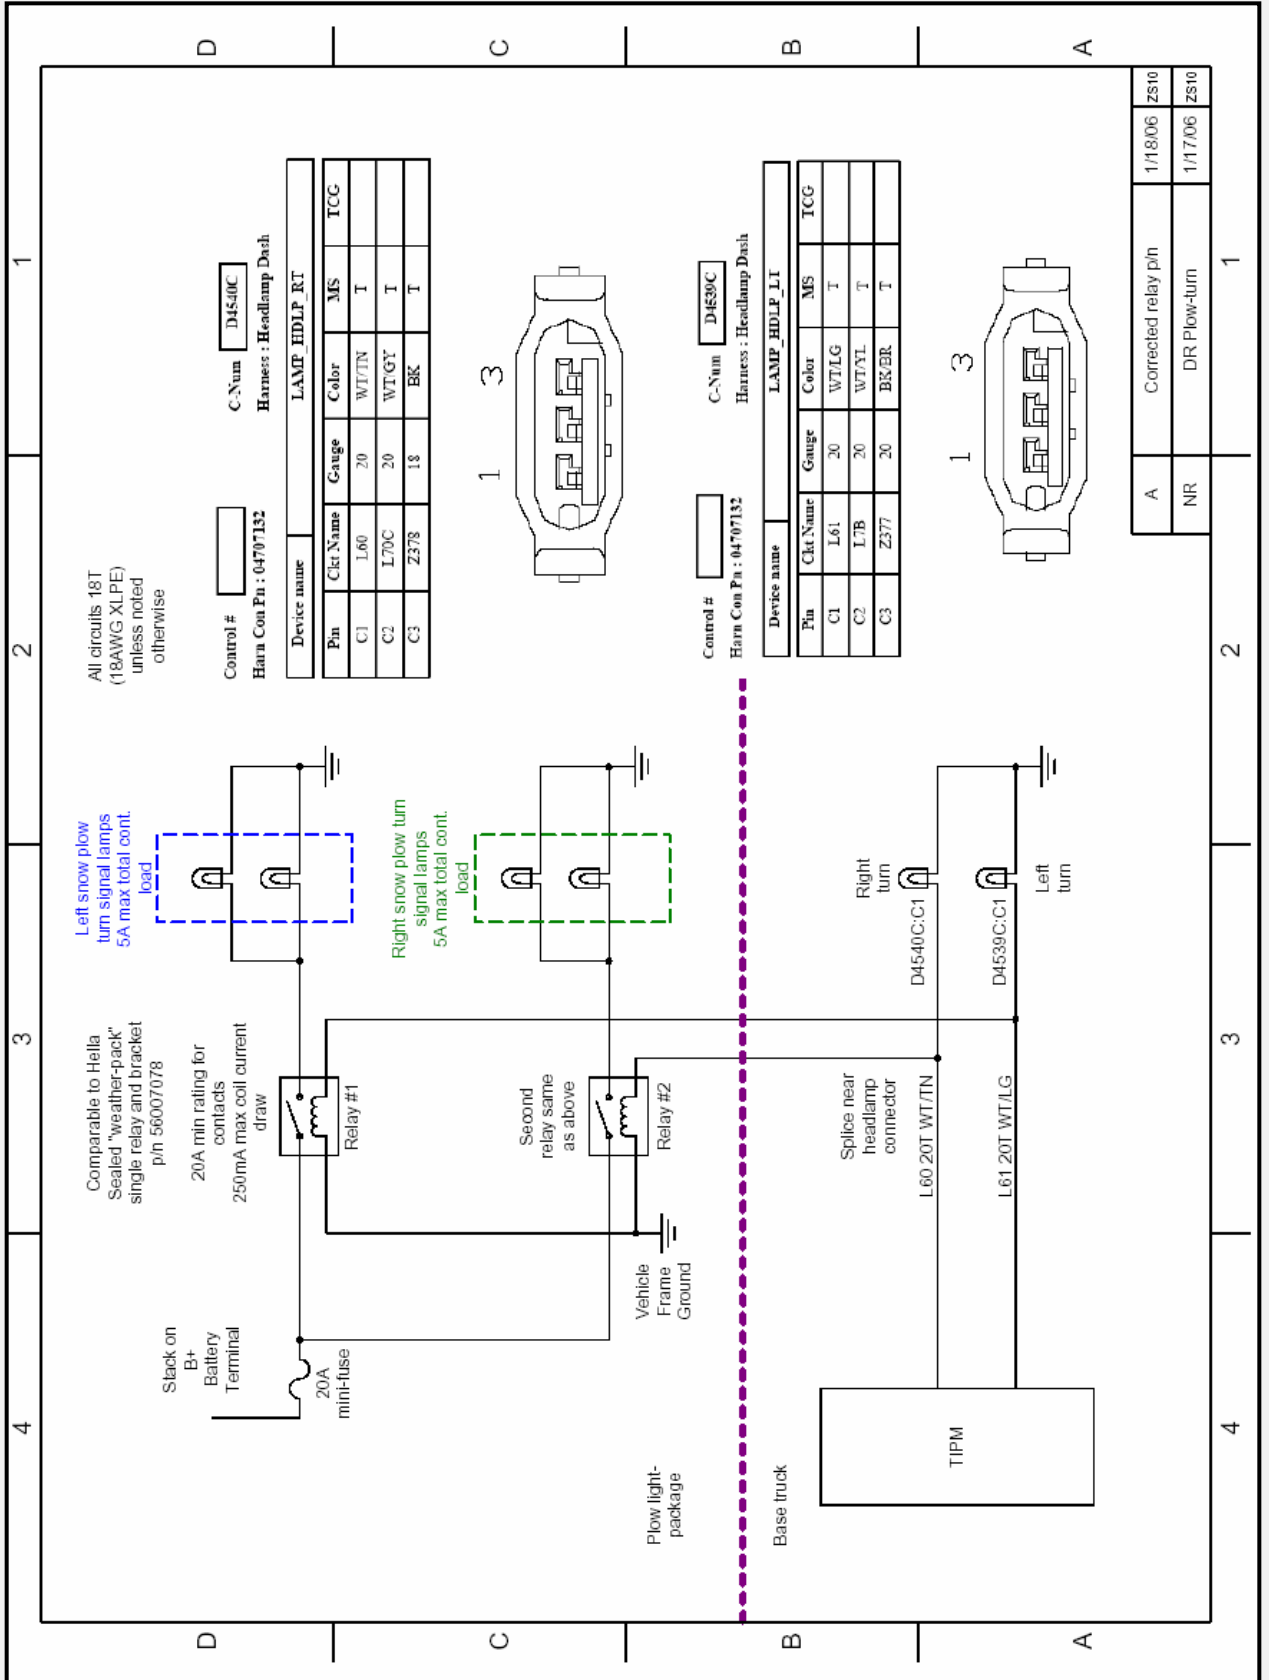 4
3
2
1
D
C
B
A
Stack on
B+
Battery
Terminal
20A
mini-fuse
Comparable to Hella
Sealed "weather-pack"
single relay and bracket
p/n 56007078
20A min rating for
contacts
250mA max coil current
draw
Relay #1
Left snow plow
turn signal lamps
5A max total cont.
load
All circuits 18T
(18AWG XLPE)
unless noted
otherwise
Control #
C-Num D4540C
Harn Con Pn : 04707132
Harness : Headlamp Dash
Device name LAMP_HDLP_RT
Pin Ckt Name Gauge Color MS TCG
C1 L60 20 WT/TN T
C2 L70C 20 WT/GY T
C3 Z378 18 BK T
1 3
Second
relay same
as above
Relay #2
Right snow plow turn
signal lamps
5A max total cont.
load
Vehicle
Frame
Ground
Plow light-
package
Base truck
Control #
C-Num D4539C
Harn Con Pn : 04707132
Harness : Headlamp Dash
Device name LAMP_HDLP_LT
Pin Ckt Name Gauge Color MS TCG
C1 L61 20 WT/LG T
C2 L7B 20 WT/YL T
C3 Z377 20 BK/BR T
1 3
TIPM
Splice near
headlamp
connector
L60 20T WT/TN
L61 20T WT/LG
D4540C:C1
D4539C:C1
Right
turn
Left
turn
A Corrected relay p/n 1/18/06 ZS10
NR DR Plow-turn 1/17/06 ZS10
D
C
B
A
4
3
2
1